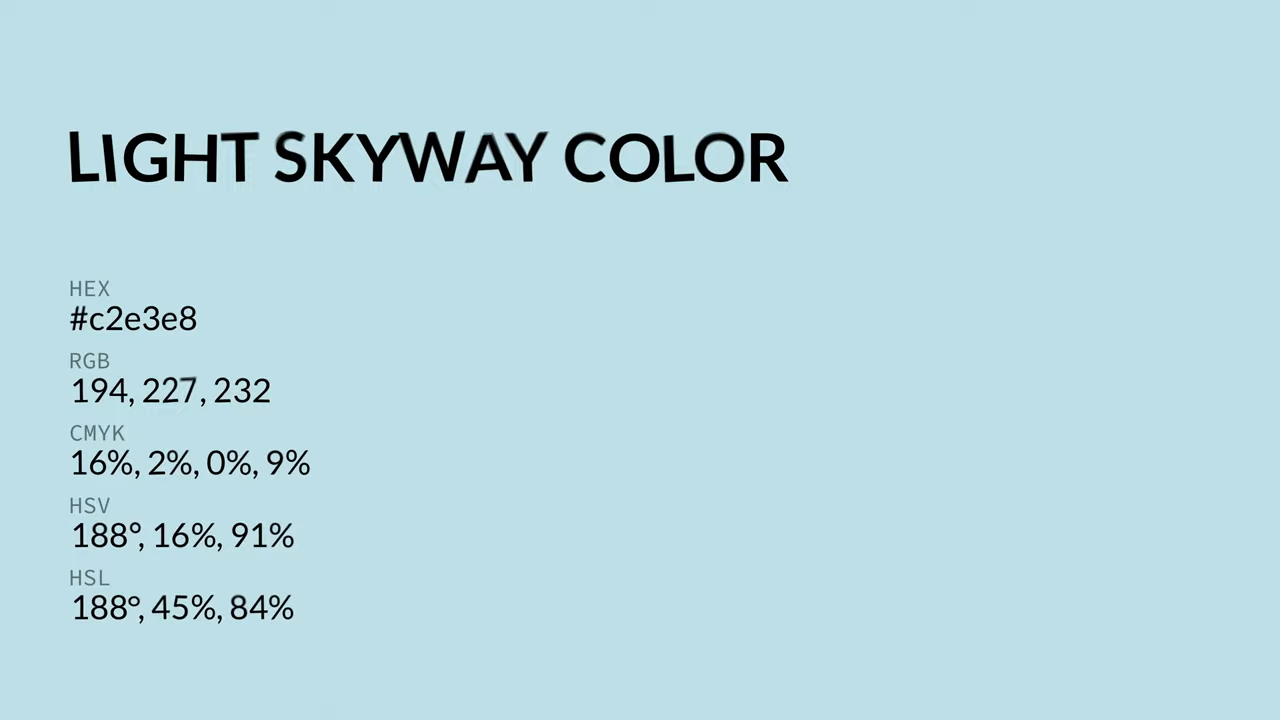 LIGHT SKYWAY COLOR
HEX
#c2e3e8
RGB
194, 227, 232
CMYK
16%, 2%, 0%, 9%
HSV
188°, 16%, 91%
HSL
188°, 45%, 84%